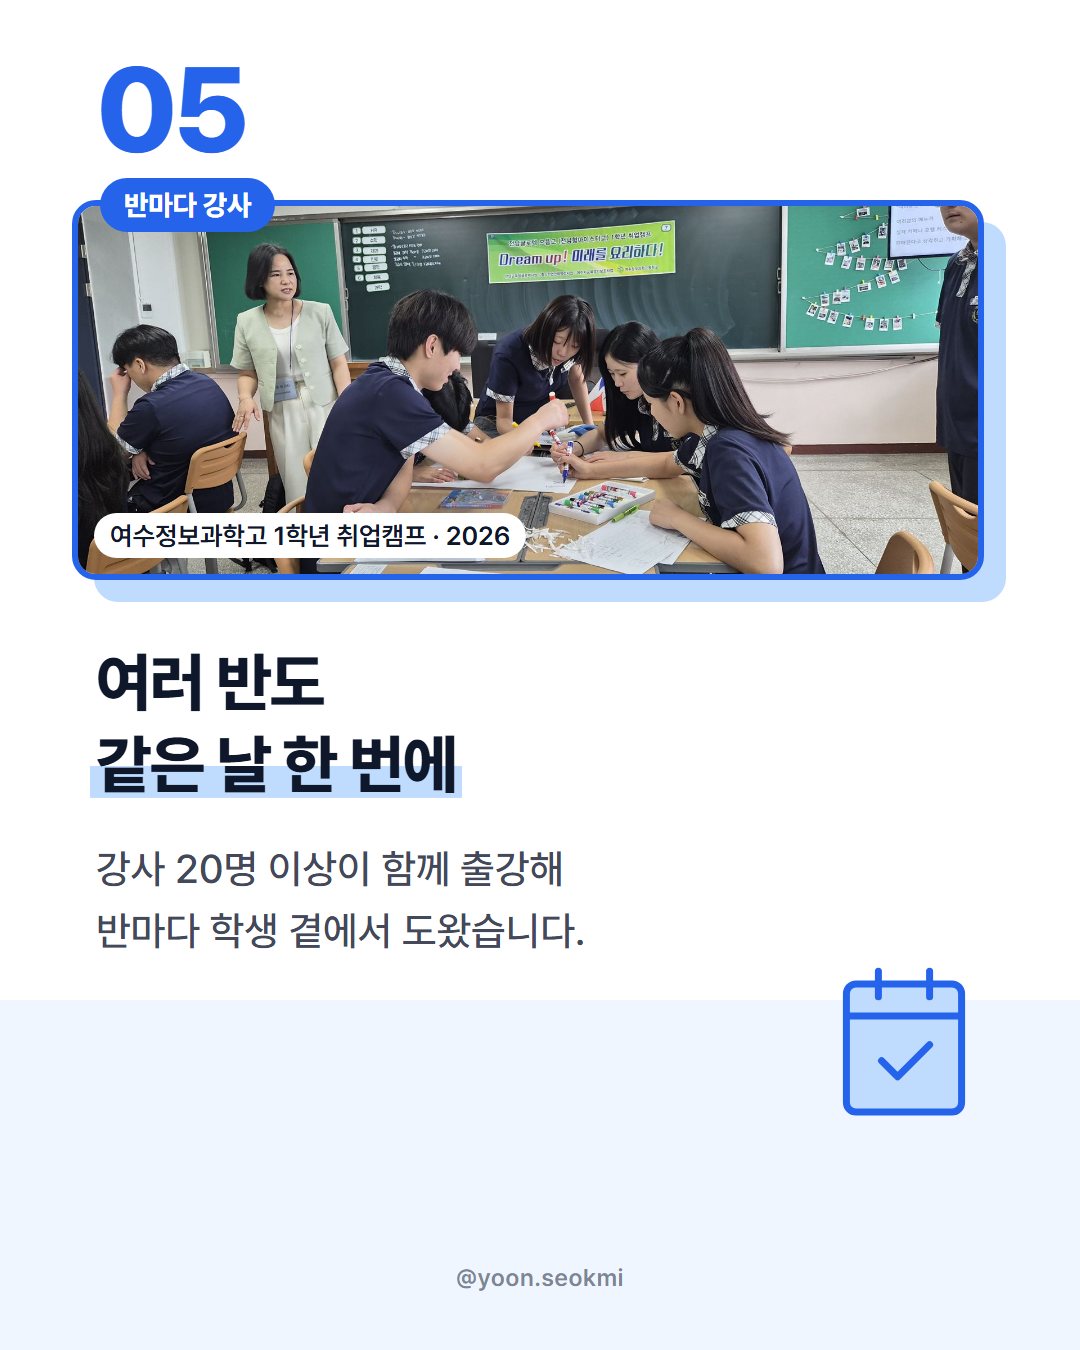 05
반마다 강사
Dream up! 미래를 요리하다!
여수정보과학고 1학년 취업캠프 · 2026
여러 반도
같은 날 한 번에
강사 20명 이상이 함께 출강해
반마다 학생 곁에서 도왔습니다.
@yoon.seokmi